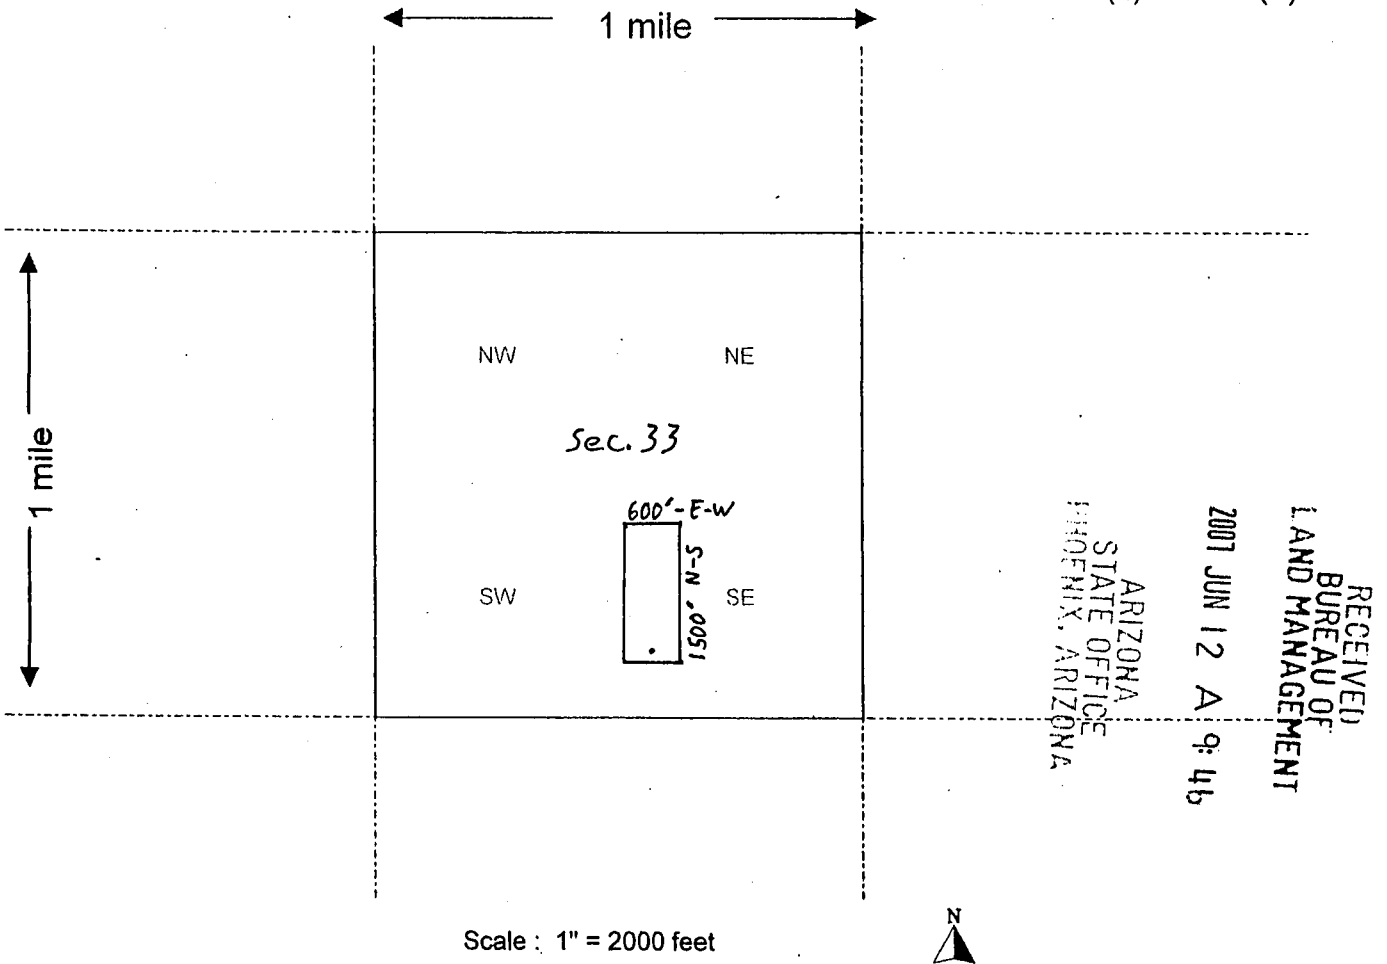 1 mile
1 mile
NW
NE
Sec. 33
600' - E-W
1500' N-S
SW
SE
RECEIVED
BUREAU OF
LAND MANAGEMENT
2007 JUN 12 A 9:46
ARIZONA
STATE OFFICE
PHOENIX, ARIZONA
Scale : 1" = 2000 feet
N